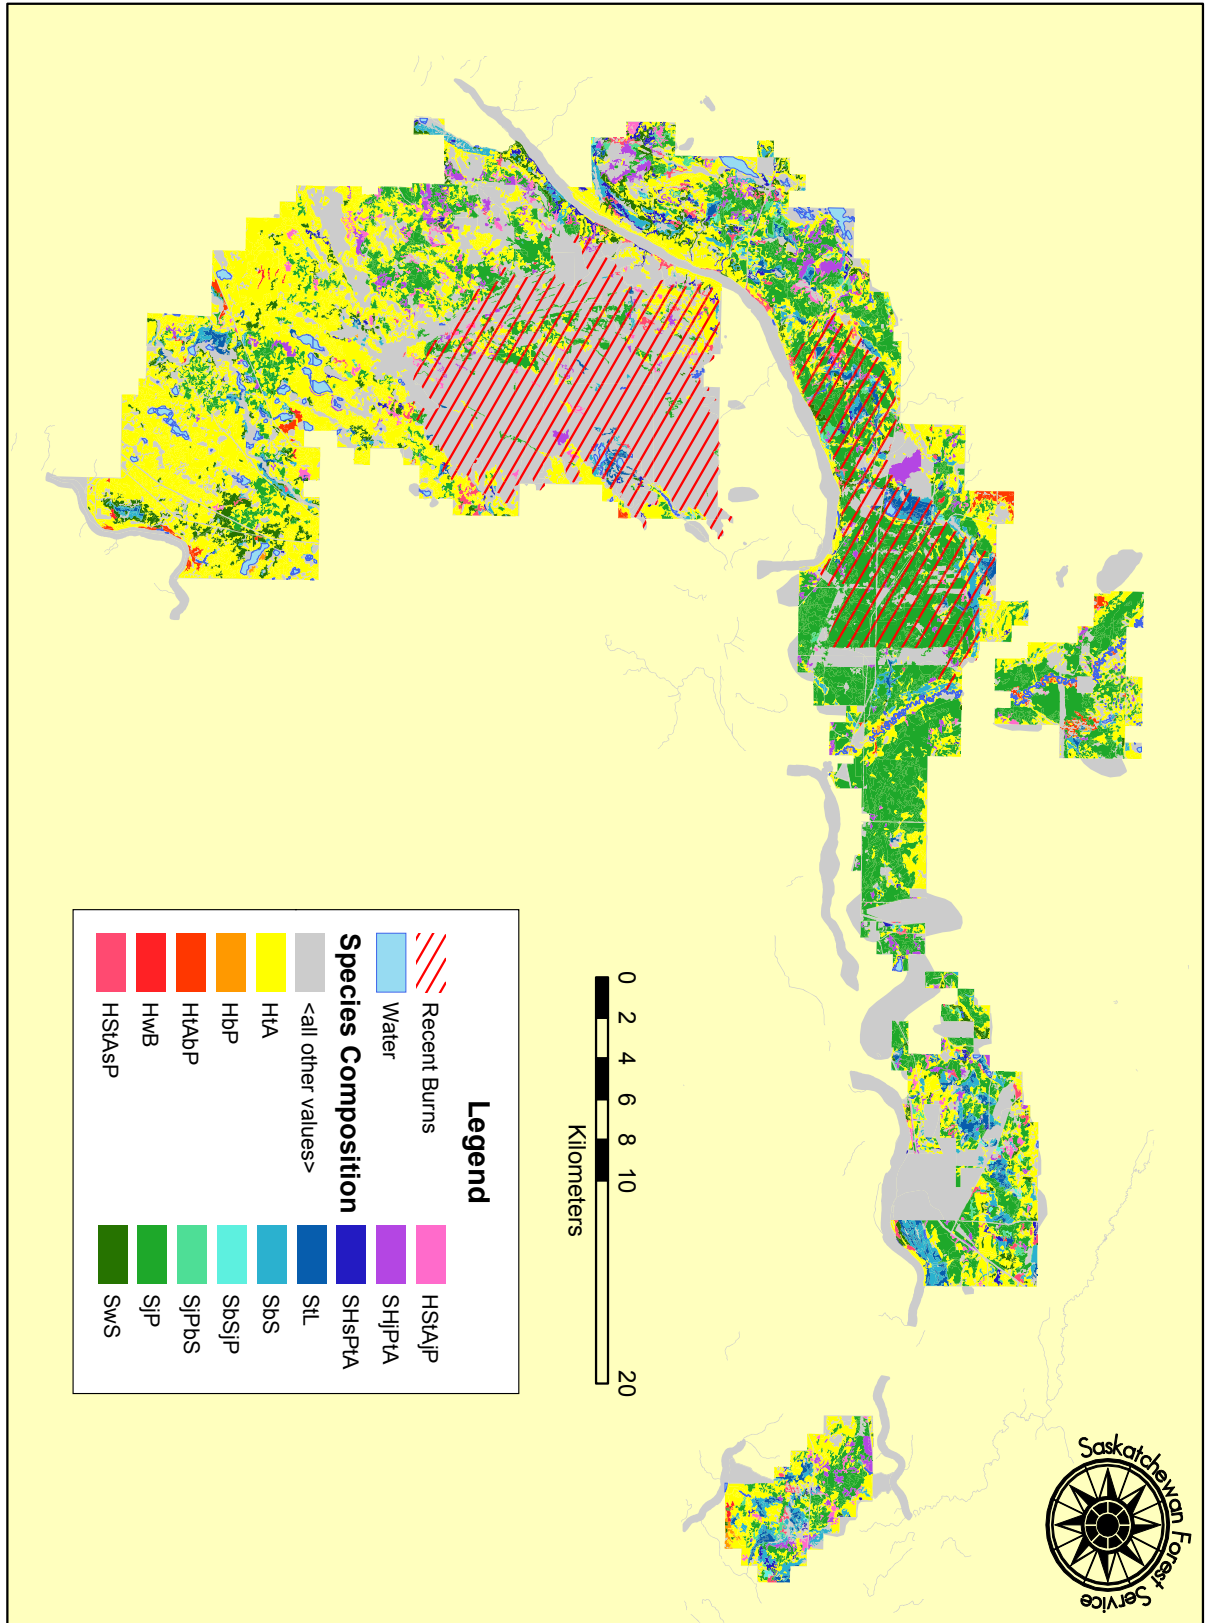 Saskatchewan Forest Service
0 2 4 6 8 10 20
Kilometers
Legend
Recent Burns
Water
Species Composition
<all other values>
HtA
HbP
HtAbP
HwB
HStAsP
HStAjP
SHjPtA
SHsPtA
StL
SbS
SbSjP
SjPbS
SjP
SwS